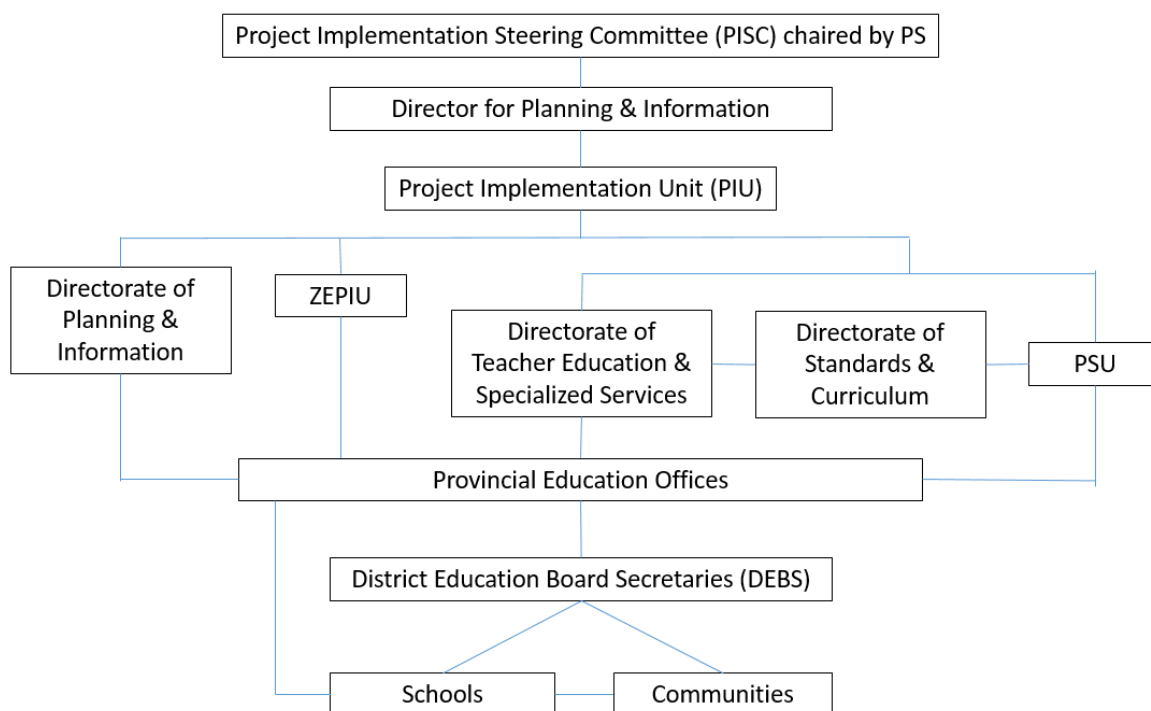 Project Implementation Steering Committee (PISC) chaired by PS
Director for Planning & Information
Project Implementation Unit (PIU)
Directorate of
Planning &
Information
ZEPIU
Directorate of
Teacher Education &
Specialized Services
Directorate of
Standards &
Curriculum
PSU
Provincial Education Offices
District Education Board Secretaries (DEBS)
Schools
Communities